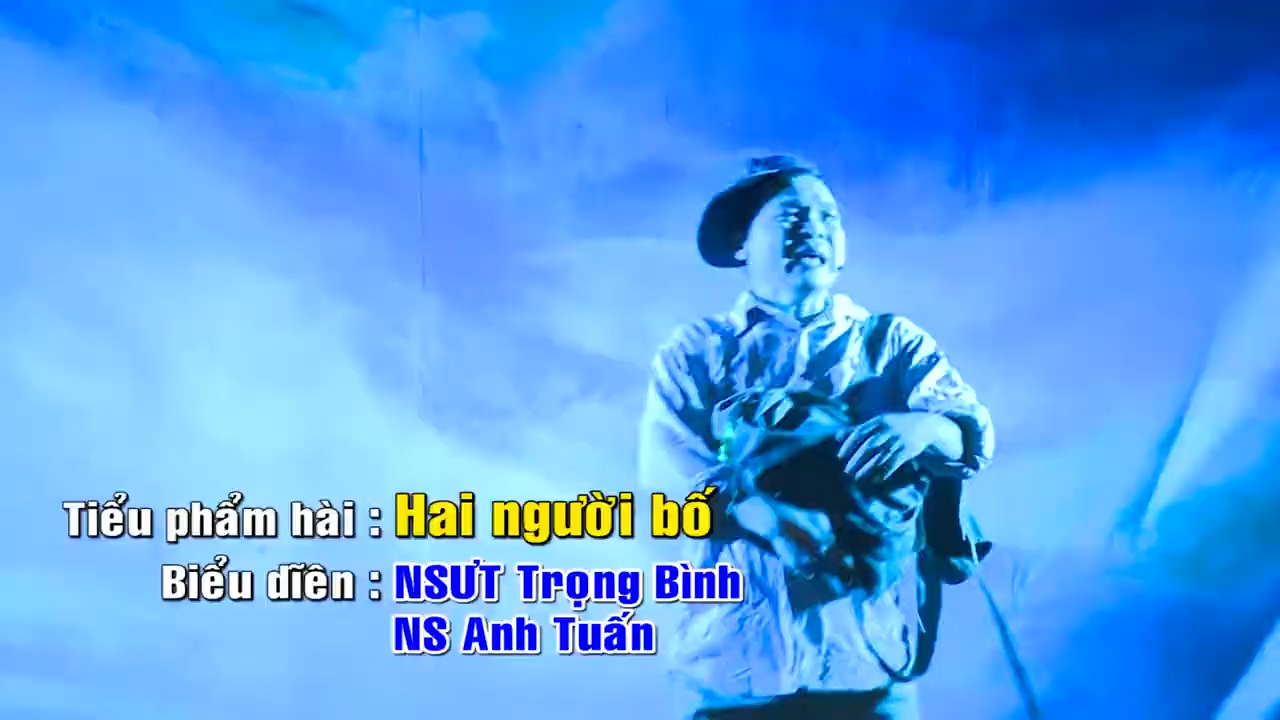 Tiểu phẩm hài : Hai người bố
Biểu diễn : NSƯT Trọng Bình
NS Anh Tuấn